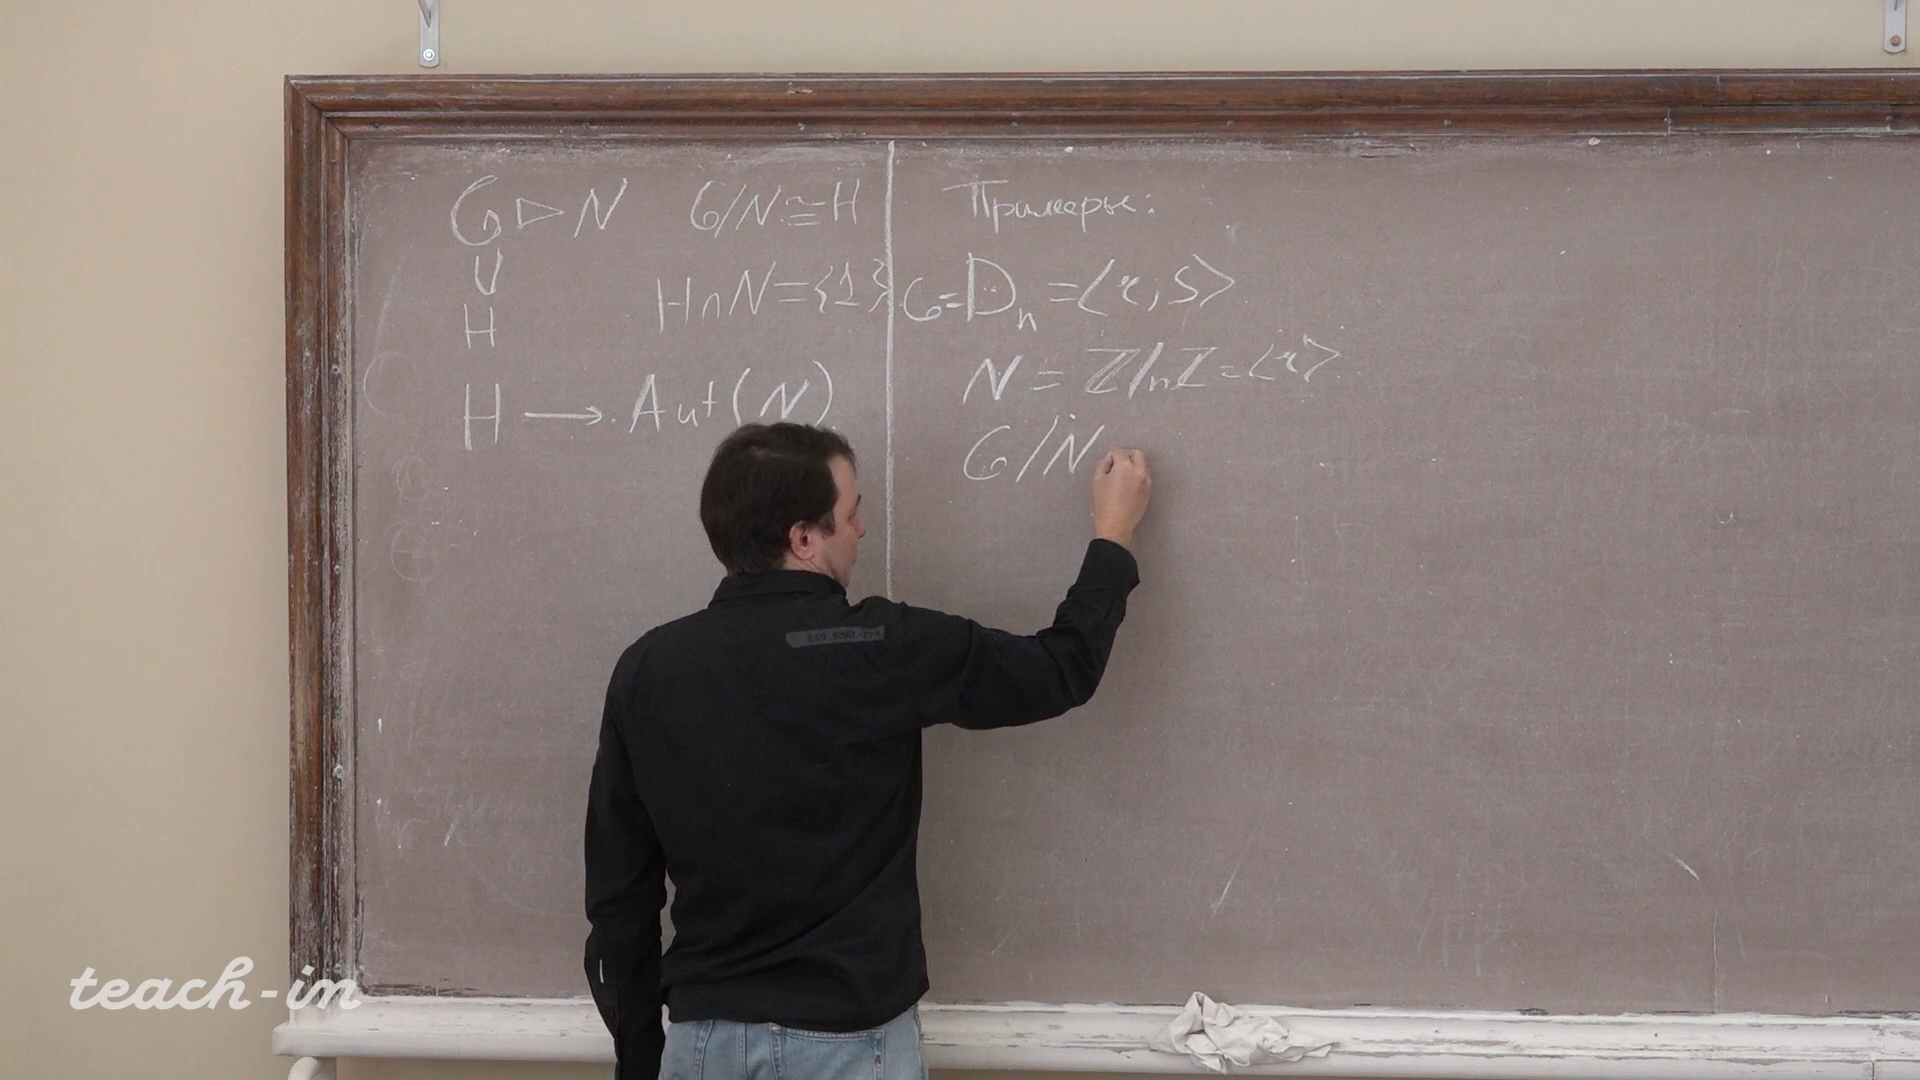 G ▷ N G/N ≅ H
∪
H∩N={1}
H
H → Aut(N)
Примеры:
G=Dₙ=⟨r,s⟩
N = ℤ/nℤ=⟨r⟩
G/N
teach-in